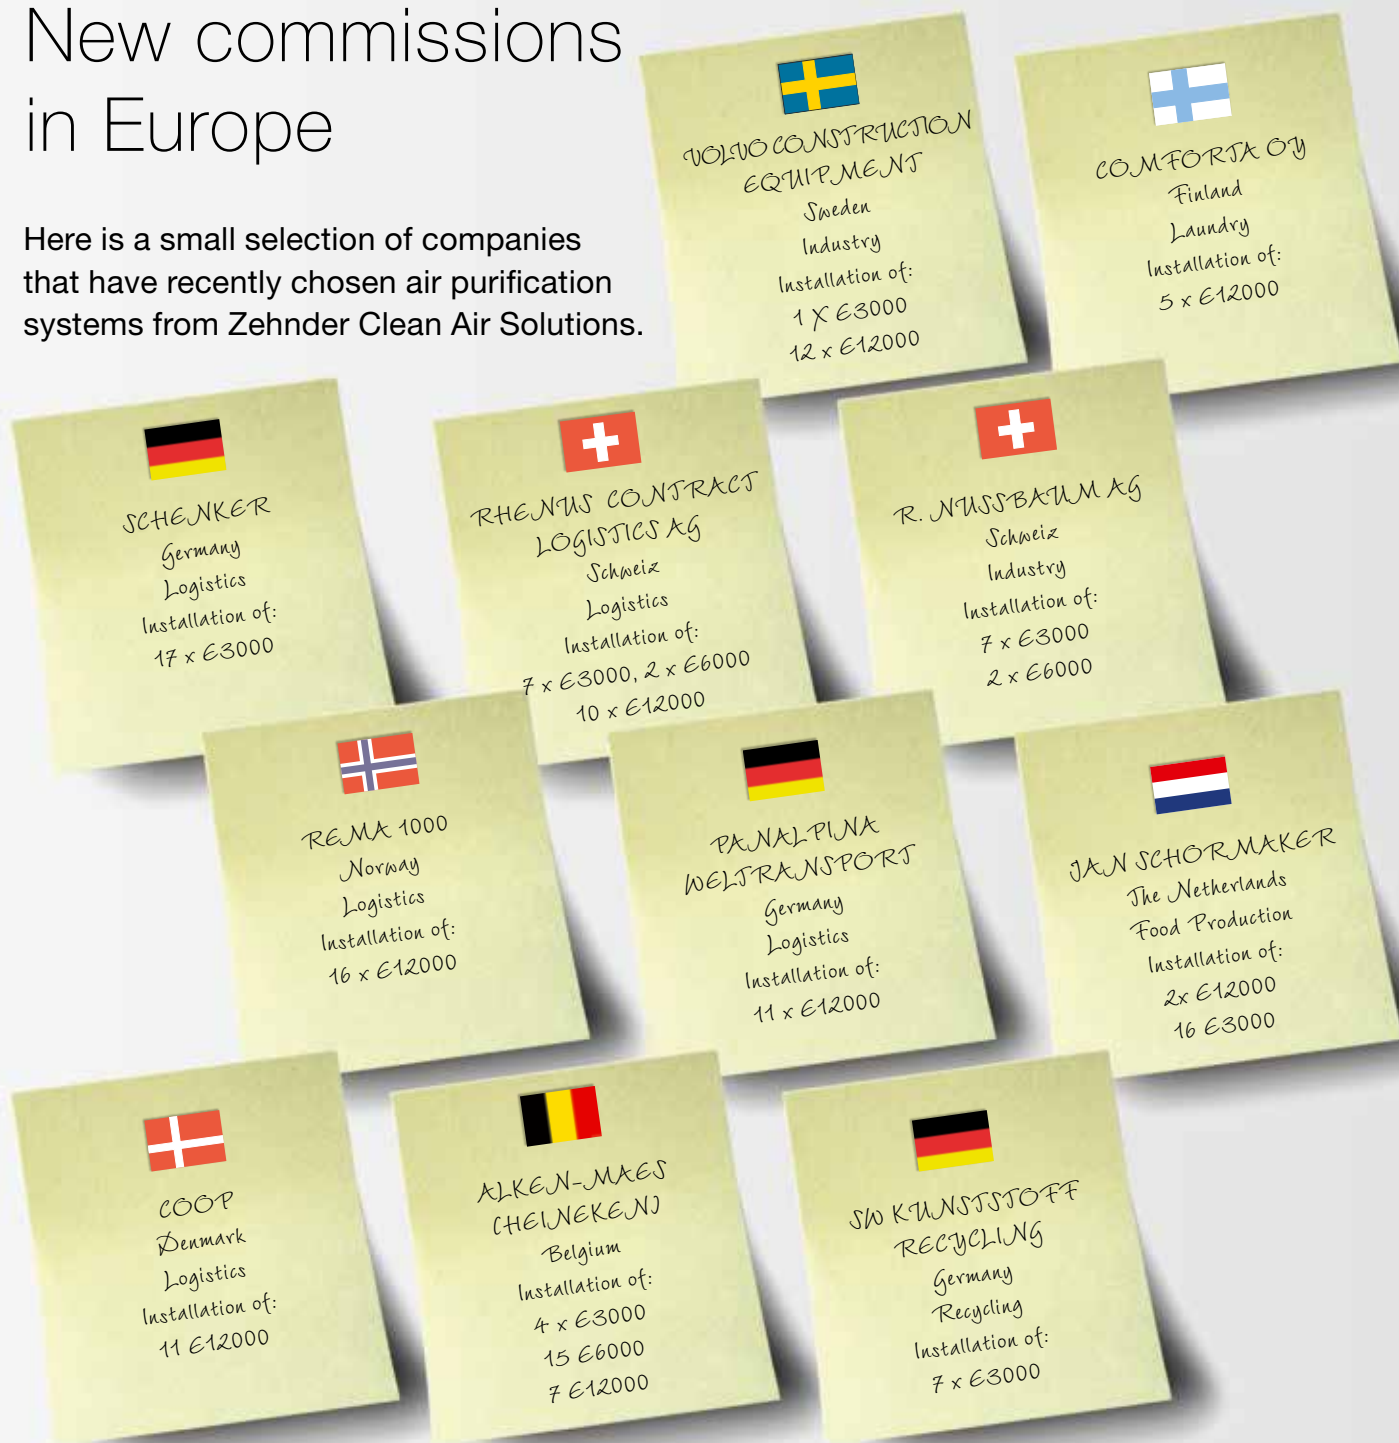 New commissions
in Europe
Here is a small selection of companies
that have recently chosen air purification
systems from Zehnder Clean Air Solutions.
VOLVO CONSTRUCTION
EQUIPMENT
Sweden
Industry
Installation of:
1 X E3000
12 x E12000
COMFORTA OY
Finland
Laundry
Installation of:
5 x E12000
SCHENKER
Germany
Logistics
Installation of:
17 x E3000
RHENUS CONTRACT
LOGISTICS AG
Schweiz
Logistics
Installation of:
7 x E3000, 2 x E6000
10 x E12000
R. NUSSBAUM AG
Schweiz
Industry
Installation of:
7 x E3000
2 x E6000
REMA 1000
Norway
Logistics
Installation of:
16 x E12000
PANALPINA
WELTRANSPORT
Germany
Logistics
Installation of:
11 x E12000
JAN SCHORMAKER
The Netherlands
Food Production
Installation of:
2x E12000
16 E3000
COOP
Denmark
Logistics
Installation of:
11 E12000
ALKEN-MAES
(HEINEKEN)
Belgium
Installation of:
4 x E3000
15 E6000
7 E12000
SW KUNSTSTOFF
RECYCLING
Germany
Recycling
Installation of:
7 x E3000